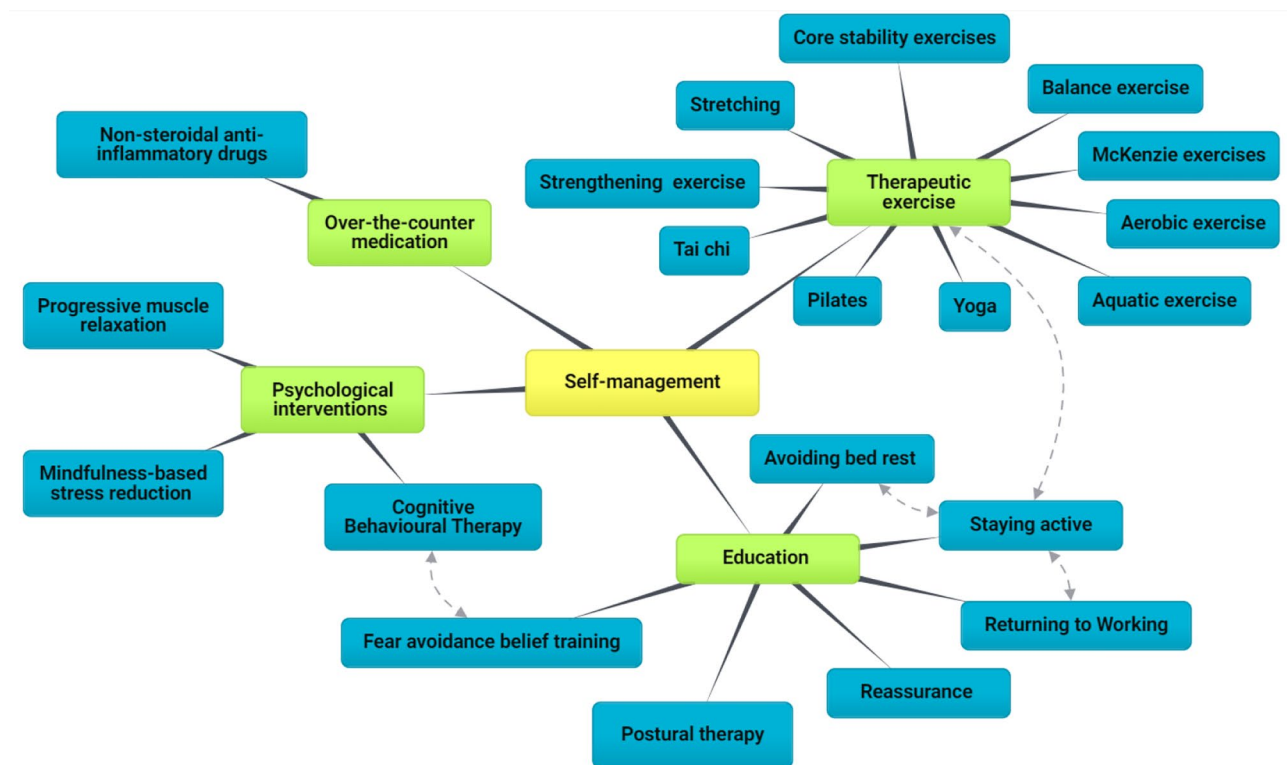 Core stability exercises
Balance exercise
Stretching
Non-steroidal anti-
inflammatory drugs
McKenzie exercises
Strengthening  exercise
Therapeutic
exercise
Over-the-counter
medication
Aerobic exercise
Tai chi
Pilates
Yoga
Aquatic exercise
Progressive muscle
relaxation
Self-management
Psychological
interventions
Avoiding bed rest
Mindfulness-based
stress reduction
Cognitive
Behavioural Therapy
Staying active
Education
Fear avoidance belief training
Returning to Working
Reassurance
Postural therapy